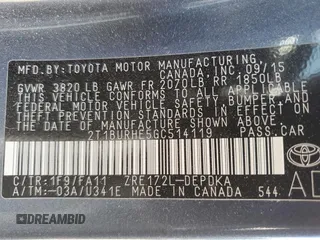 MFD. BY: TOYOTA MOTOR MANUFACTURING,
CANADA, INC. 09/15
GVWR 3820 LB GAWR FR 2070LB RR 1850LB
THIS VEHICLE CONFORMS TO ALL APPLICABLE
FEDERAL MOTOR VEHICLE SAFETY, BUMPER, AND
THEFT PREVENTION STANDARDS IN EFFECT ON THE
DATE OF MANUFACTURE SHOWN ABOVE.
2T1BURHE5GC514119
C/TR:1F9/FA11 ZRE172L-DEPDKA
A/TM:-03A/U341E MADE IN CANADA 544
TOYOTA
AD
DREAMBID